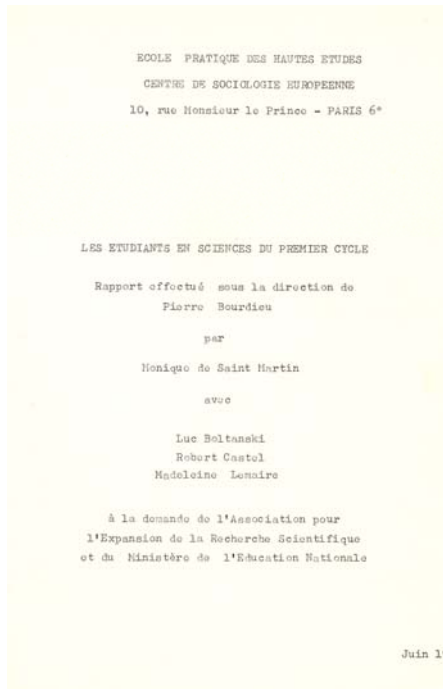 ECOLE PRATIQUE DES HAUTES ETUDES
CENTRE DE SOCIOLOGIE EUROPEENNE
10, rue Monsieur le Prince - PARIS 6°
LES ETUDIANTS EN SCIENCES DU PREMIER CYCLE
Rapport effectué sous la direction de
Pierre Bourdieu
par
Monique de Saint Martin
avec
Luc Boltanski
Robert Castel
Madeleine Lemaire
à la demande de l'Association pour
l'Expansion de la Recherche Scientifique
et du Ministère de l'Education Nationale
Juin 1